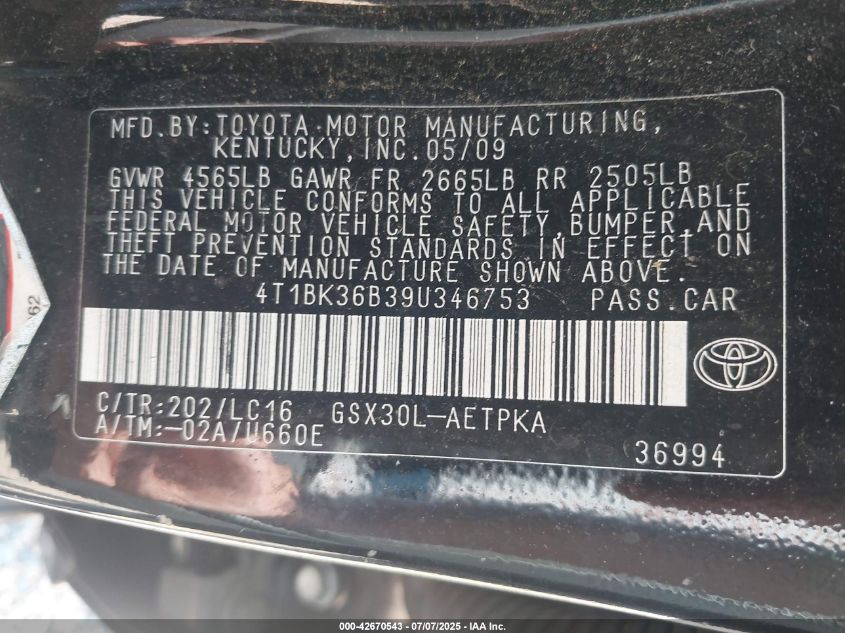 MFD.BY:TOYOTA MOTOR MANUFACTURING,
KENTUCKY,INC.05/09
GVWR 4565LB GAWR FR 2665LB RR 2505LB
THIS VEHICLE CONFORMS TO ALL APPLICABLE
FEDERAL MOTOR VEHICLE SAFETY,BUMPER,AND
THEFT PREVENTION STANDARDS IN EFFECT ON
THE DATE OF MANUFACTURE SHOWN ABOVE.
4T1BK36B39U346753 PASS.CAR
C/TR:202/LC16 GSX30L-AETPKA
A/TM:-02A/U660E
36994
62
000-42670543 / 07/07/2025 - IAA Inc.